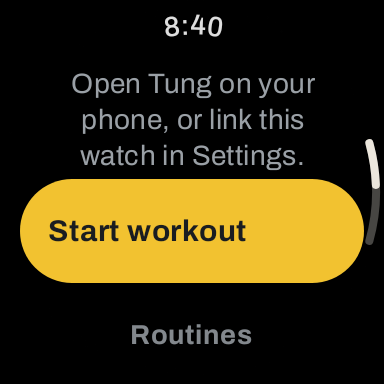 8:40
Open Tung on your
phone, or link this
watch in Settings.
Start workout
Routines